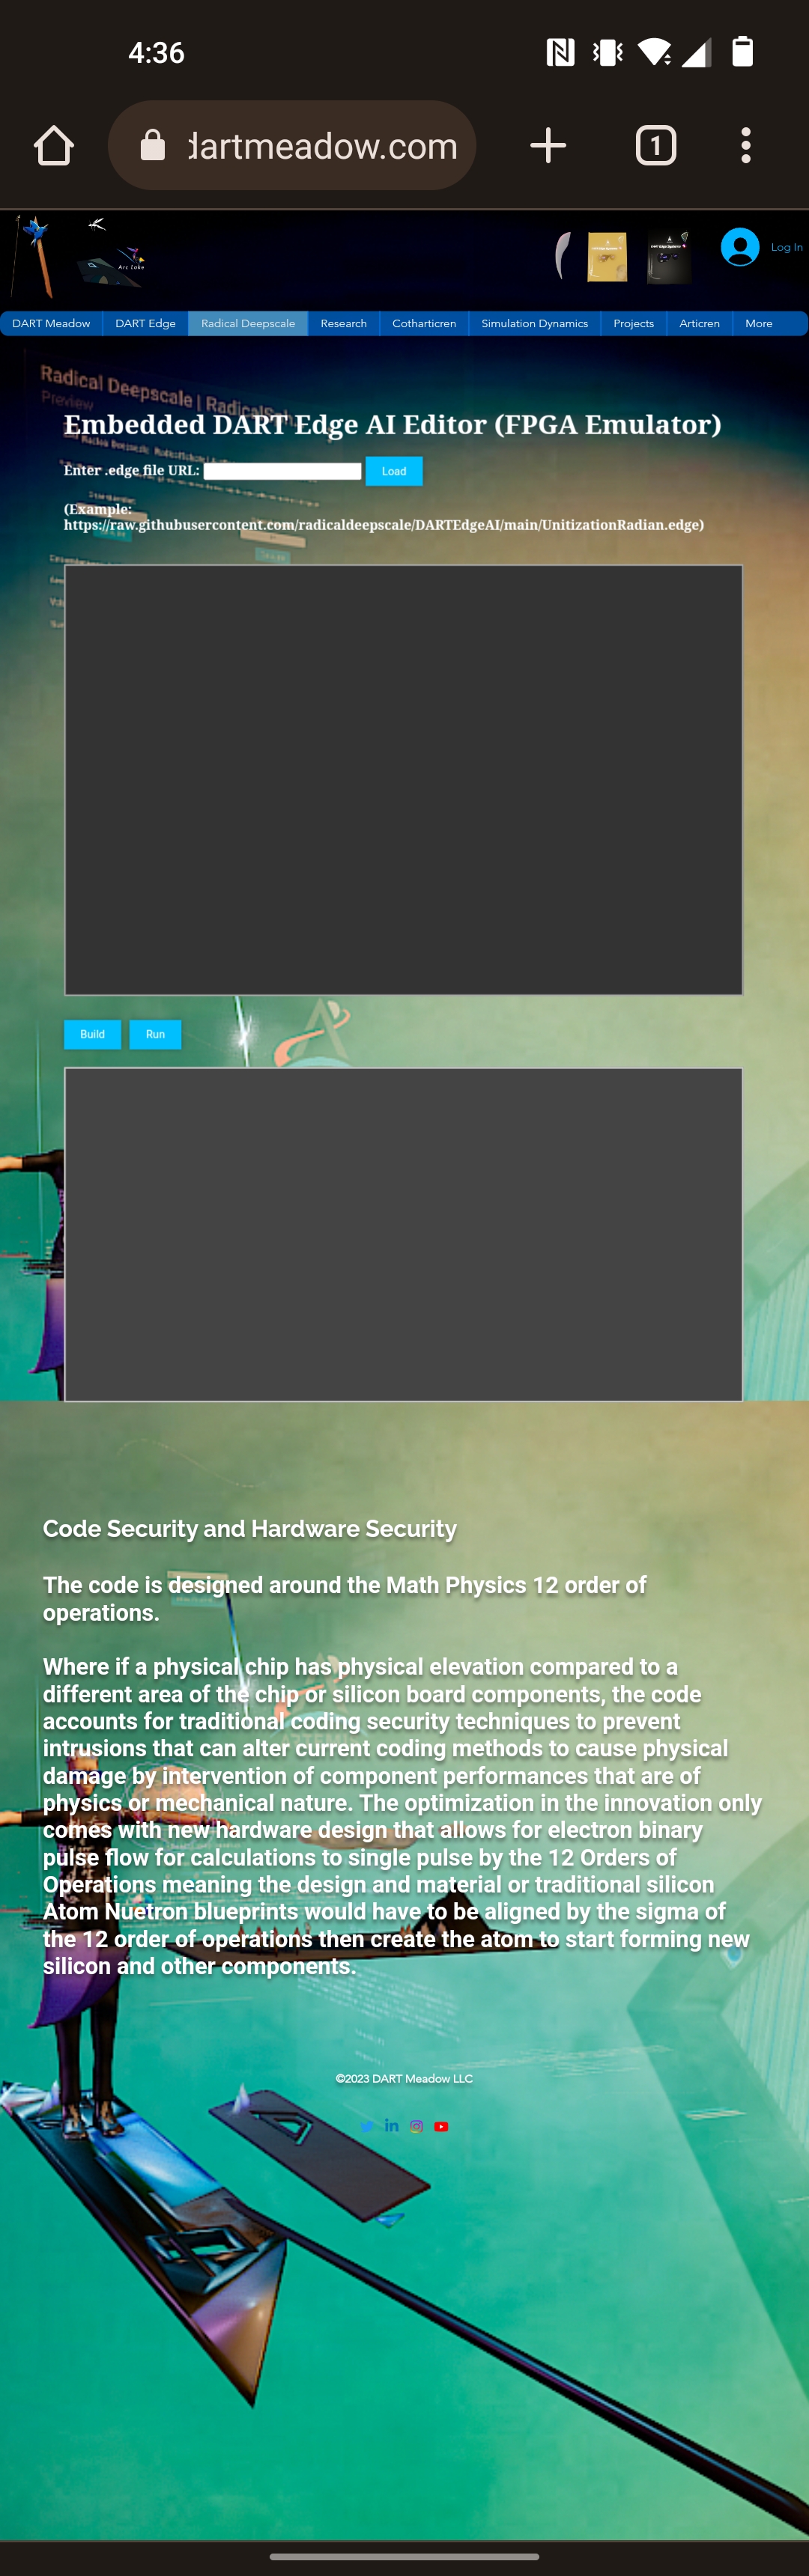 4:36
dartmeadow.com
1
Arc Lake
Log In
DART Meadow DART Edge Radical Deepscale Research Cotharticren Simulation Dynamics Projects Articren More
Radical Deepscale |
Preview
Embedded DART Edge AI Editor (FPGA Emulator)
Enter .edge file URL: Load
(Example:
https://raw.githubusercontent.com/radicaldeepscale/DARTEdgeAI/main/UnitizationRadian.edge)
Build Run
Code Security and Hardware Security
The code is designed around the Math Physics 12 order of
operations.
Where if a physical chip has physical elevation compared to a
different area of the chip or silicon board components, the code
accounts for traditional coding security techniques to prevent
intrusions that can alter current coding methods to cause physical
damage by intervention of component performances that are of
physics or mechanical nature. The optimization in the innovation only
comes with new hardware design that allows for electron binary
pulse flow for calculations to single pulse by the 12 Orders of
Operations meaning the design and material or traditional silicon
Atom Nuetron blueprints would have to be aligned by the sigma of
the 12 order of operations then create the atom to start forming new
silicon and other components.
©2023 DART Meadow LLC